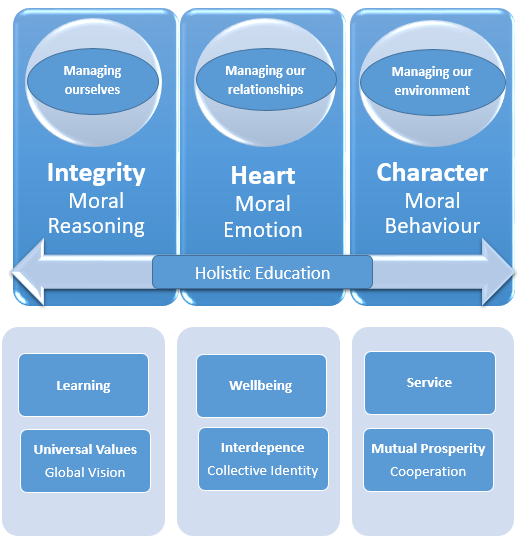 Managing
ourselves
Integrity
Moral
Reasoning
Managing our
relationships
Heart
Moral
Emotion
Managing our
environment
Character
Moral
Behaviour
Holistic Education
Learning
Universal Values
Global Vision
Wellbeing
Interdepence
Collective Identity
Service
Mutual Prosperity
Cooperation